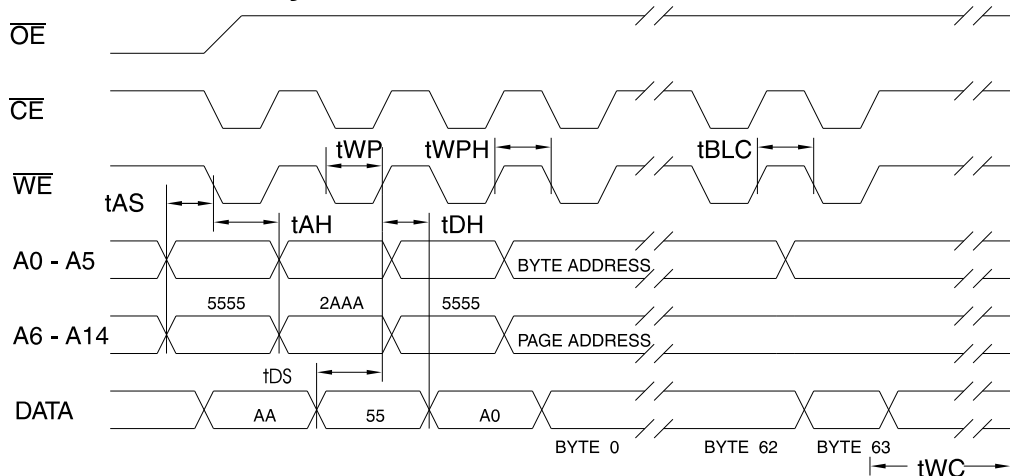 OE
CE
tWP tWPH tBLC
WE
tAS
tAH tDH
A0 - A5 BYTE ADDRESS
5555 2AAA 5555
A6 - A14 PAGE ADDRESS
tDS
DATA AA 55 A0
BYTE 0 BYTE 62 BYTE 63
tWC